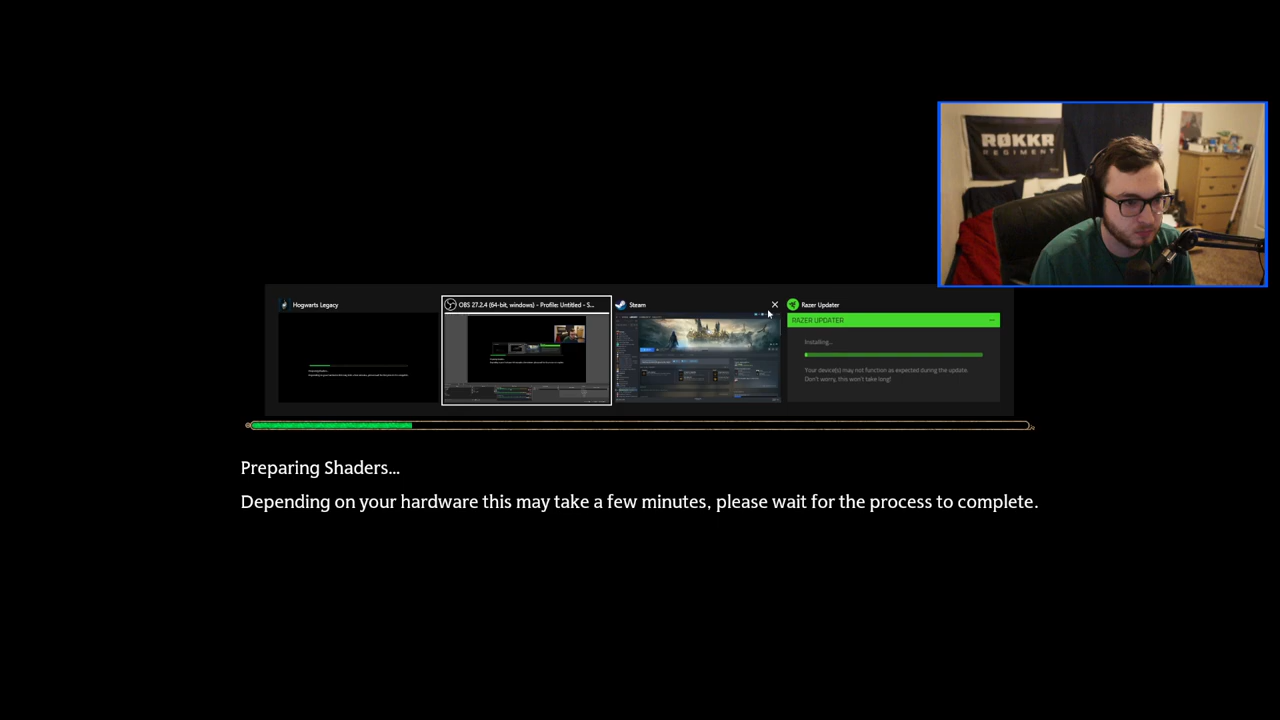 RØKKR
REGIMENT
Hogwarts Legacy
OBS 27.2.4 (64-bit, windows) - Profile: Untitled - S...
Steam
Razer Updater
RAZER UPDATER
Installing...
Your device(s) may not function as expected during the update.
Don't worry, this won't take long!
Preparing Shaders...
Depending on your hardware this may take a few minutes, please wait for the process to complete.